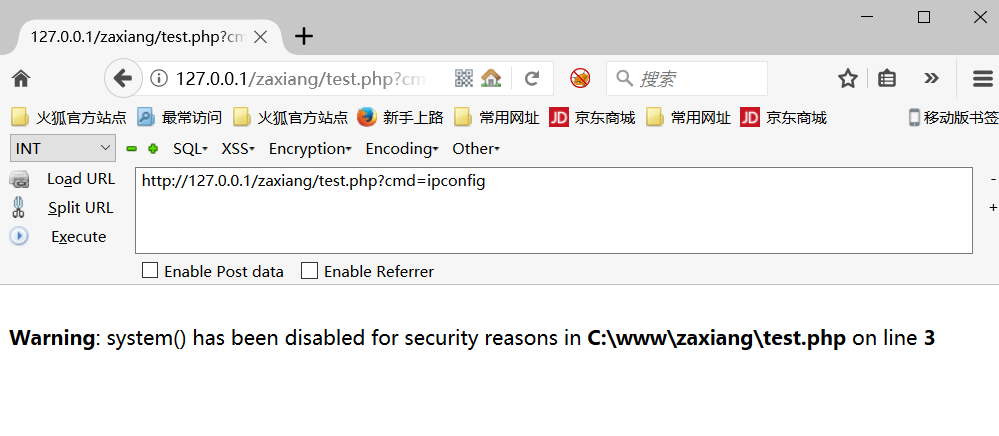 127.0.0.1/zaxiang/test.php?cm
127.0.0.1/zaxiang/test.php?cm
搜索
火狐官方站点 最常访问 火狐官方站点 新手上路 常用网址 JD 京东商城 常用网址 JD 京东商城 移动版书签
INT SQL XSS Encryption Encoding Other
Load URL http://127.0.0.1/zaxiang/test.php?cmd=ipconfig -
Split URL +
Execute
Enable Post data Enable Referrer
Warning: system() has been disabled for security reasons in C:\www\zaxiang\test.php on line 3